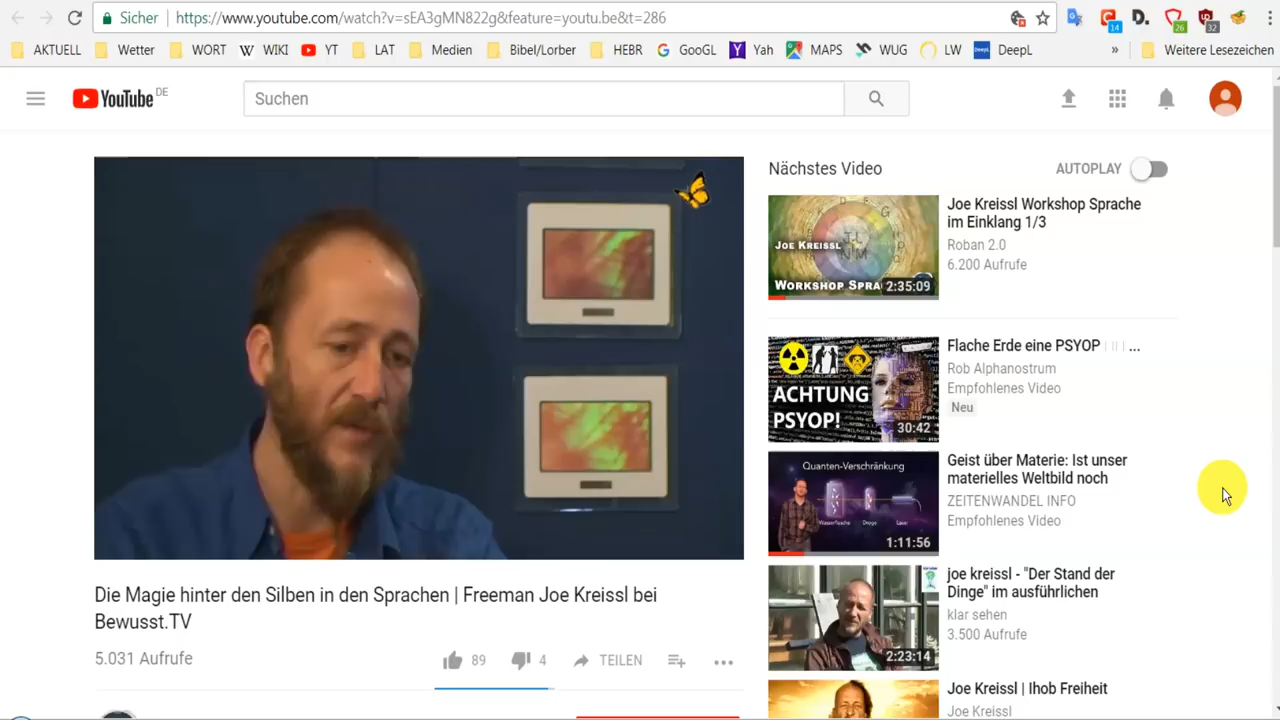 Sicher https://www.youtube.com/watch?v=sEA3gMN822g&feature=youtu.be&t=286
14 D. 26 32
AKTUELL Wetter WORT W WIKI YT LAT Medien Bibel/Lorber HEBR G GooGL Y Yah MAPS WUG LW DeepL DeepL » Weitere Lesezeichen
YouTube DE
Suchen
Nächstes Video AUTOPLAY
JOE KREISSL
WORKSHOP SPRA
2:35:09
Joe Kreissl Workshop Sprache
im Einklang 1/3
Roban 2.0
6.200 Aufrufe
ACHTUNG
PSYOP!
30:42
Flache Erde eine PSYOP ...
Rob Alphanostrum
Empfohlenes Video
Neu
Quanten-Verschränkung
1:11:56
Geist über Materie: Ist unser
materielles Weltbild noch
ZEITENWANDEL INFO
Empfohlenes Video
2:23:14
joe kreissl - "Der Stand der
Dinge" im ausführlichen
klar sehen
3.500 Aufrufe
Joe Kreissl | Ihob Freiheit
Joe Kreissl
Die Magie hinter den Silben in den Sprachen | Freeman Joe Kreissl bei
Bewusst.TV
5.031 Aufrufe
89 4 TEILEN